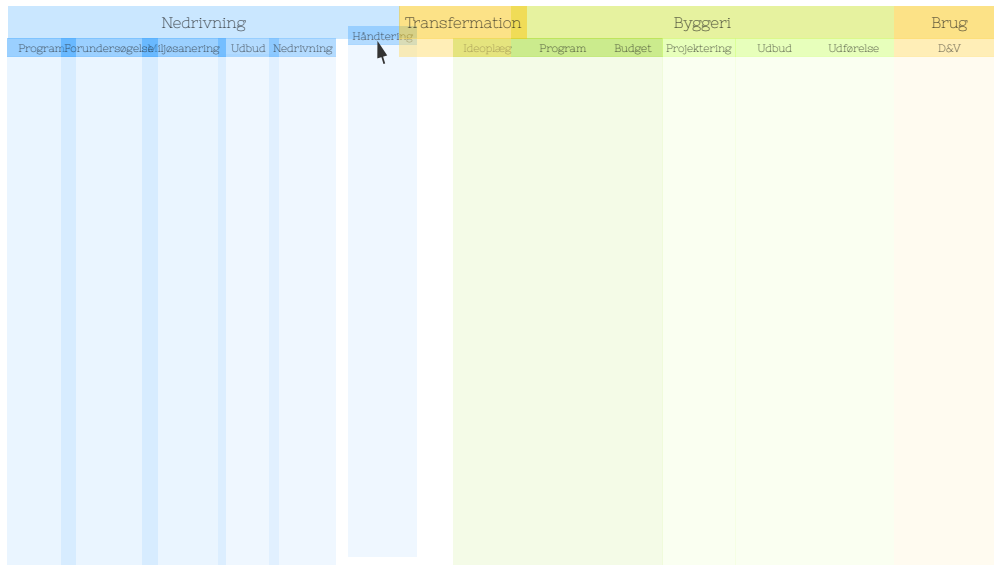 Nedrivning Transfermation Byggeri Brug
Håndtering
Program Forundersøgelse Miljøsanering Udbud Nedrivning Ideoplæg Program Budget Projektering Udbud Udførelse D&V